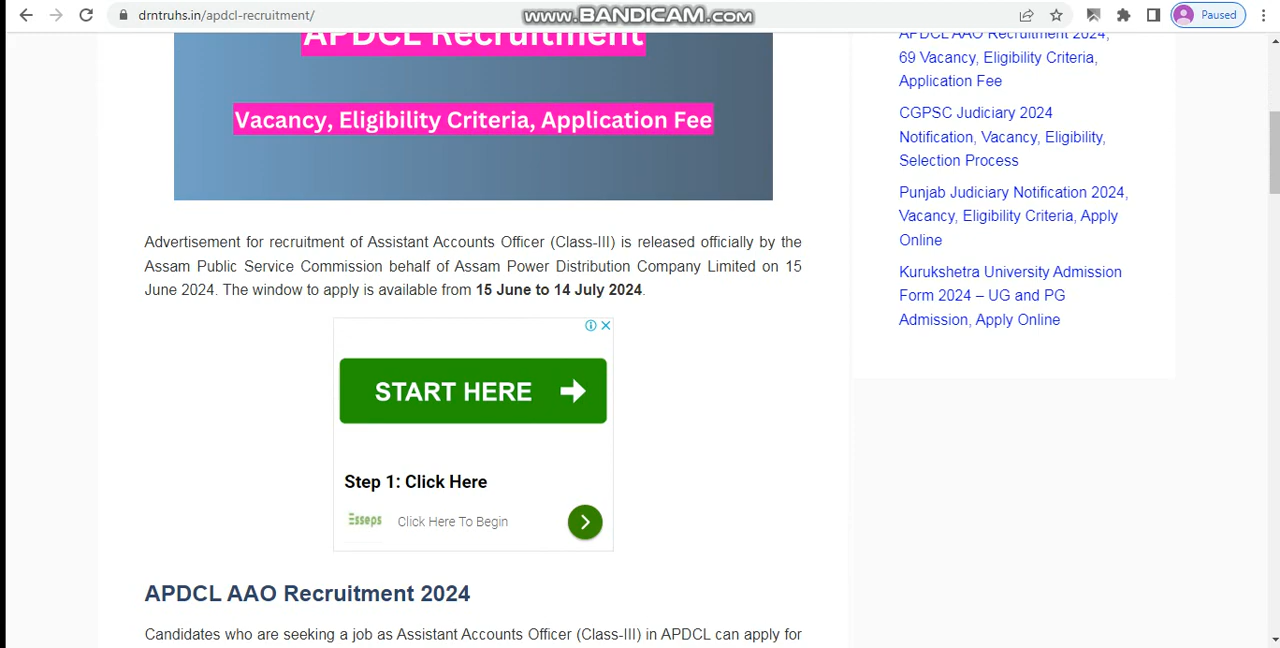 drntruhs.in/apdcl-recruitment/
www.BANDICAM.com
Paused
APDCL Recruitment
Vacancy, Eligibility Criteria, Application Fee
Advertisement for recruitment of Assistant Accounts Officer (Class-III) is released officially by the
Assam Public Service Commission behalf of Assam Power Distribution Company Limited on 15
June 2024. The window to apply is available from 15 June to 14 July 2024.
START HERE
Step 1: Click Here
Esseps
Click Here To Begin
APDCL AAO Recruitment 2024
Candidates who are seeking a job as Assistant Accounts Officer (Class-III) in APDCL can apply for
APDCL AAO Recruitment 2024,
69 Vacancy, Eligibility Criteria,
Application Fee
CGPSC Judiciary 2024
Notification, Vacancy, Eligibility,
Selection Process
Punjab Judiciary Notification 2024,
Vacancy, Eligibility Criteria, Apply
Online
Kurukshetra University Admission
Form 2024 – UG and PG
Admission, Apply Online